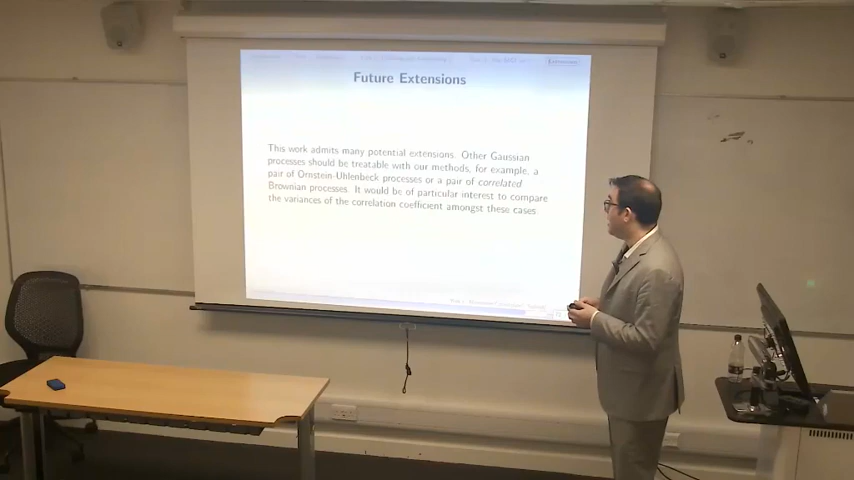 Future Extensions
This work admits many potential extensions. Other Gaussian
processes should be treatable with our methods, for example, a
pair of Ornstein-Uhlenbeck processes or a pair of correlated
Brownian processes. It would be of particular interest to compare
the variances of the correlation coefficient amongst these cases